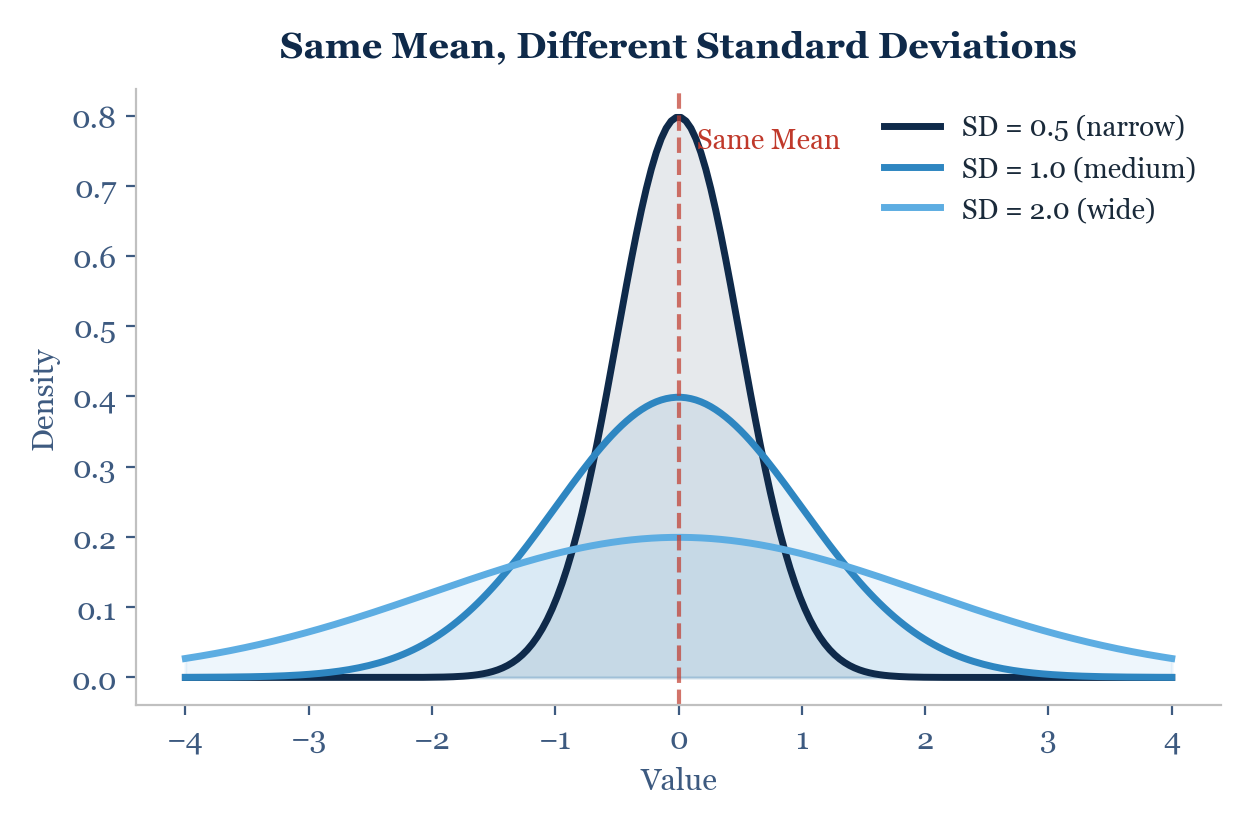 Same Mean, Different Standard Deviations
0.8
0.7
0.6
0.5
0.4
0.3
0.2
0.1
0.0
Density
Same Mean
SD = 0.5 (narrow)
SD = 1.0 (medium)
SD = 2.0 (wide)
−4 −3 −2 −1 0 1 2 3 4
Value